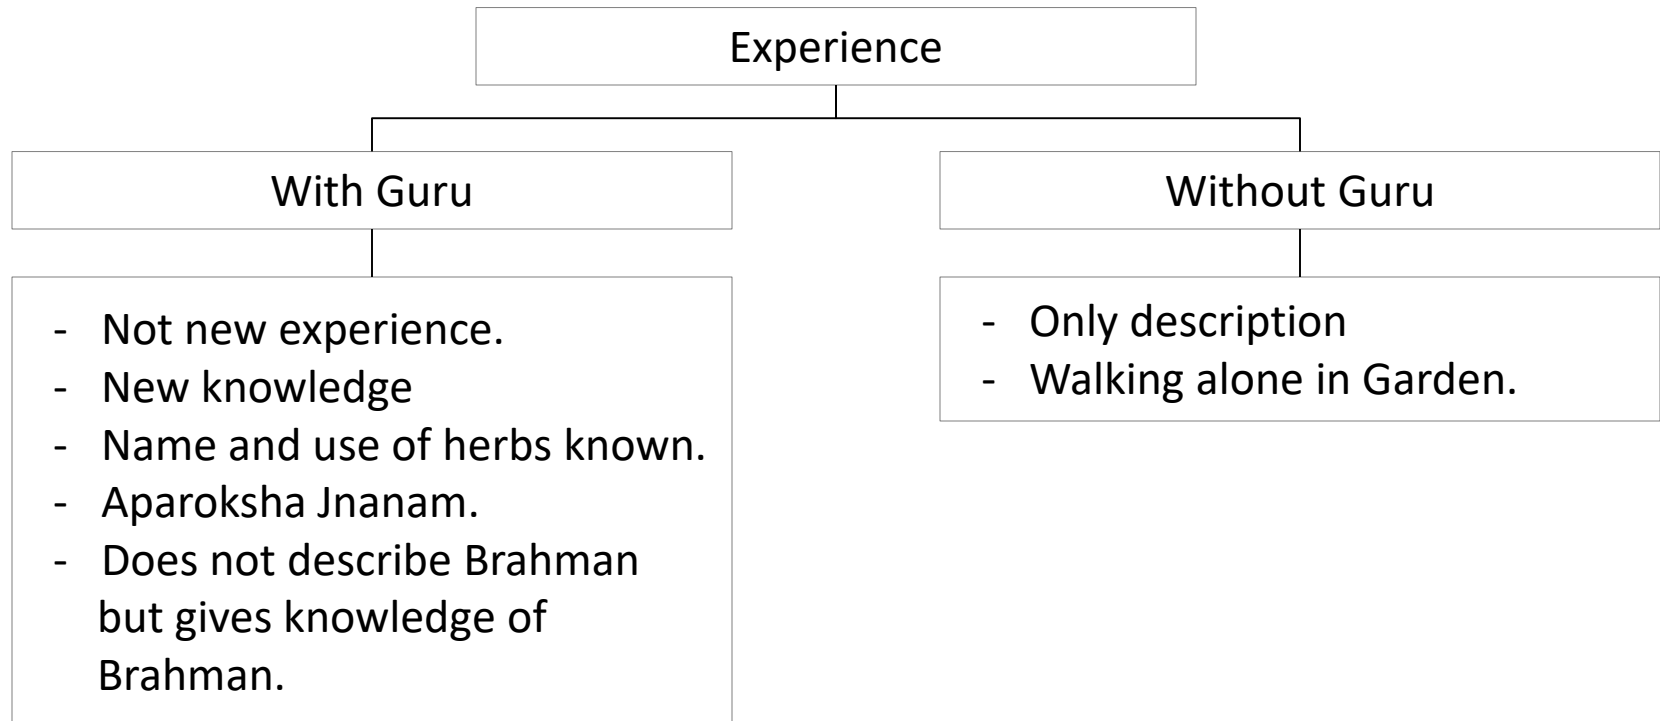 Experience
With Guru
Without Guru
- Not new experience.
- New knowledge
- Name and use of herbs known.
- Aparoksha Jnanam.
- Does not describe Brahman
but gives knowledge of
Brahman.
- Only description
- Walking alone in Garden.